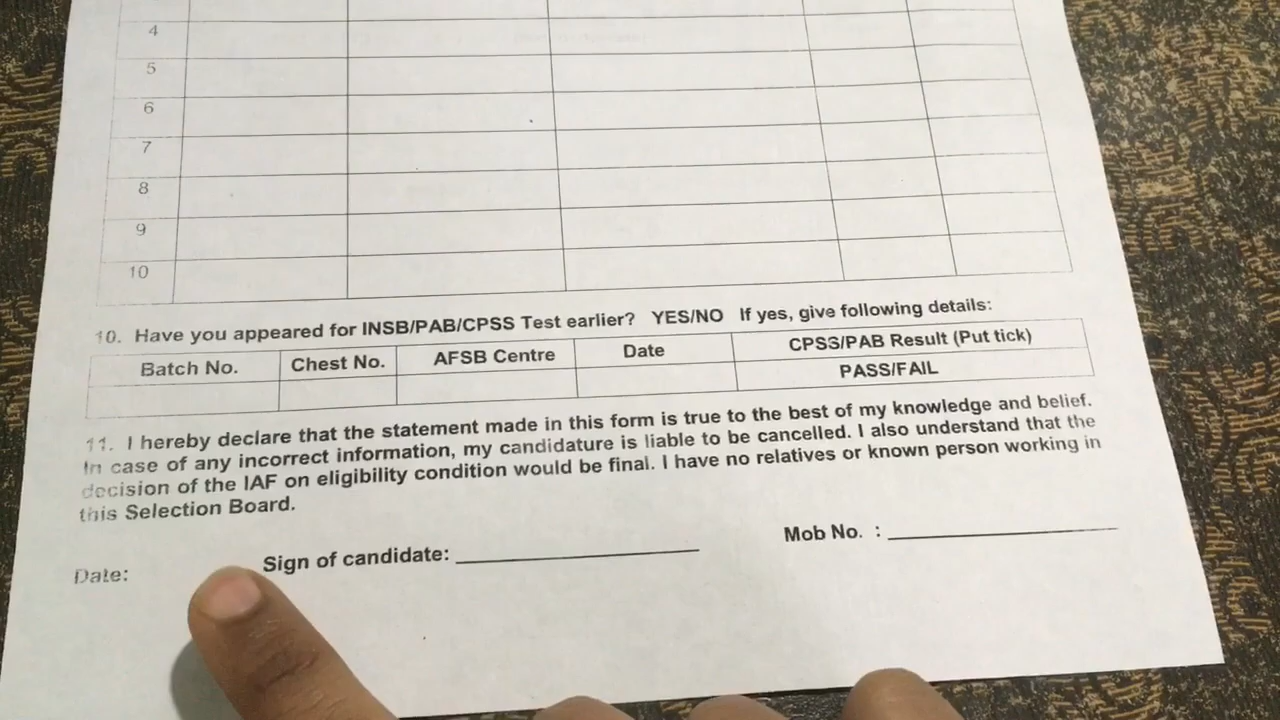 4
5
6
7
8
9
10
10. Have you appeared for INSB/PAB/CPSS Test earlier? YES/NO If yes, give following details:
Batch No. Chest No. AFSB Centre Date CPSS/PAB Result (Put tick)
PASS/FAIL
11. I hereby declare that the statement made in this form is true to the best of my knowledge and belief.
In case of any incorrect information, my candidature is liable to be cancelled. I also understand that the
decision of the IAF on eligibility condition would be final. I have no relatives or known person working in
this Selection Board.
Date: Sign of candidate: Mob No. :